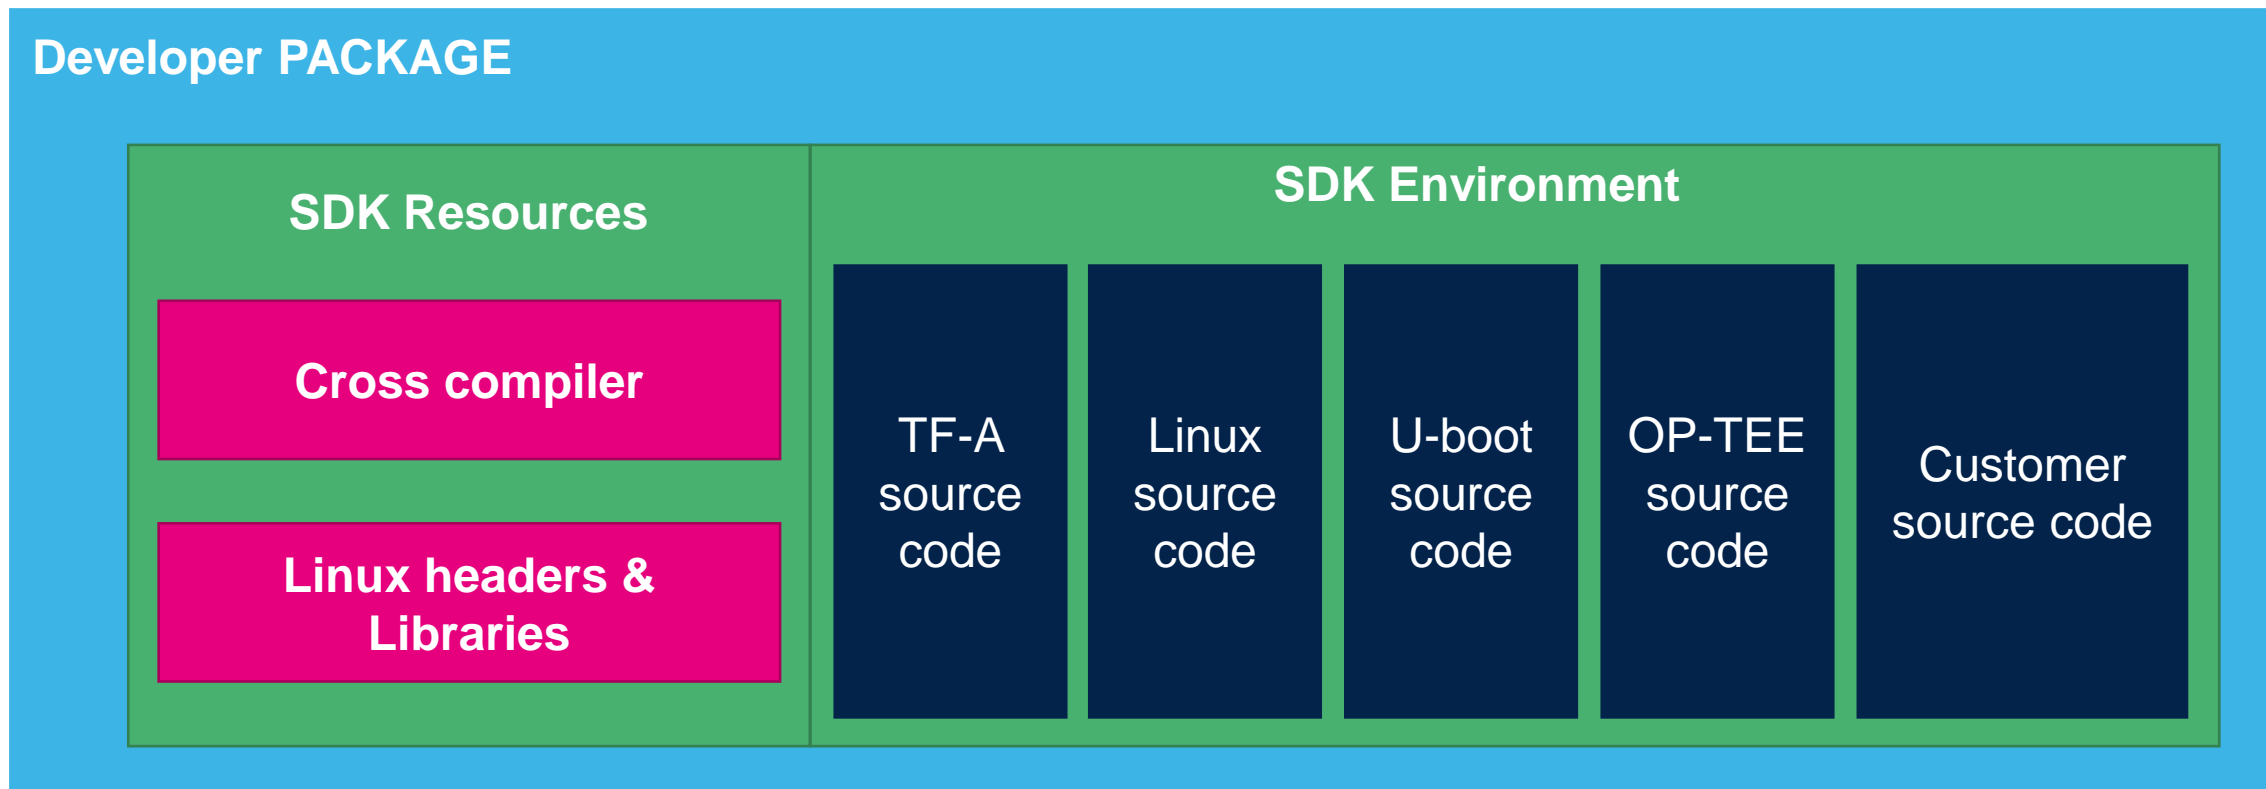 Developer PACKAGE
SDK Resources
Cross compiler
Linux headers &
Libraries
SDK Environment
TF-A
source
code
Linux
source
code
U-boot
source
code
OP-TEE
source
code
Customer
source code